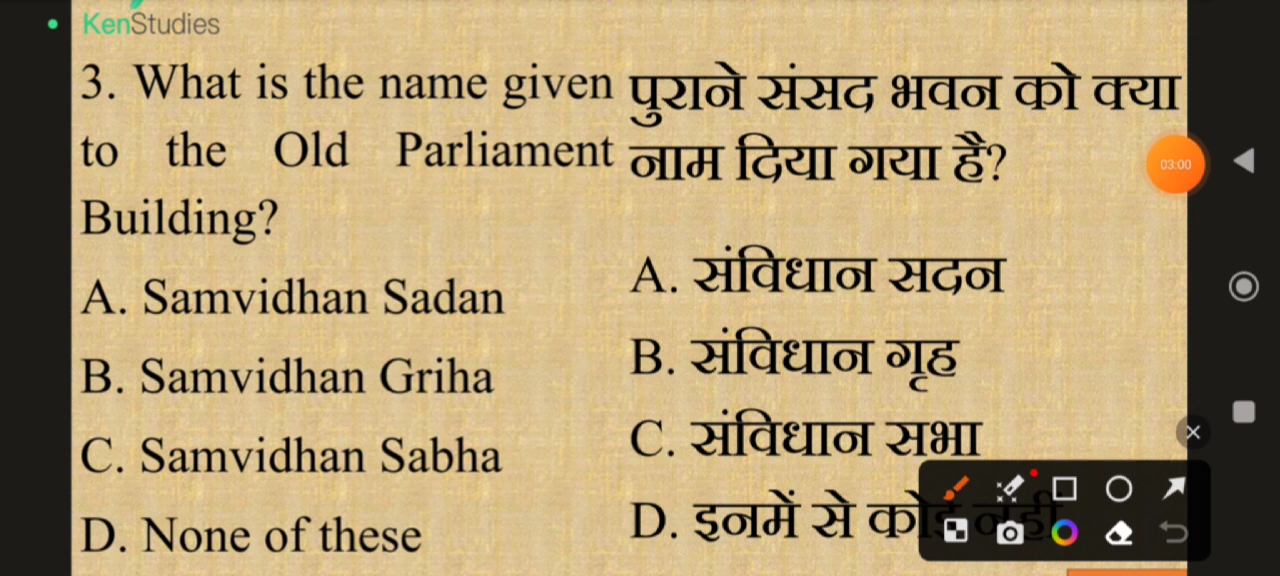 KenStudies
3. What is the name given
to the Old Parliament
Building?
A. Samvidhan Sadan
B. Samvidhan Griha
C. Samvidhan Sabha
D. None of these
पुराने संसद भवन को क्या
नाम दिया गया है?
A. संविधान सदन
B. संविधान गृह
C. संविधान सभा
D. इनमें से कोई नहीं
03:00